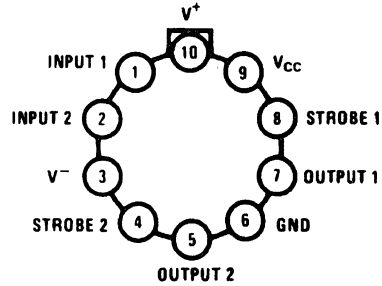 V⁺
10
INPUT 1
1
9
V_CC
INPUT 2
2
8
STROBE 1
V⁻
3
7
OUTPUT 1
STROBE 2
4
6
GND
5
OUTPUT 2